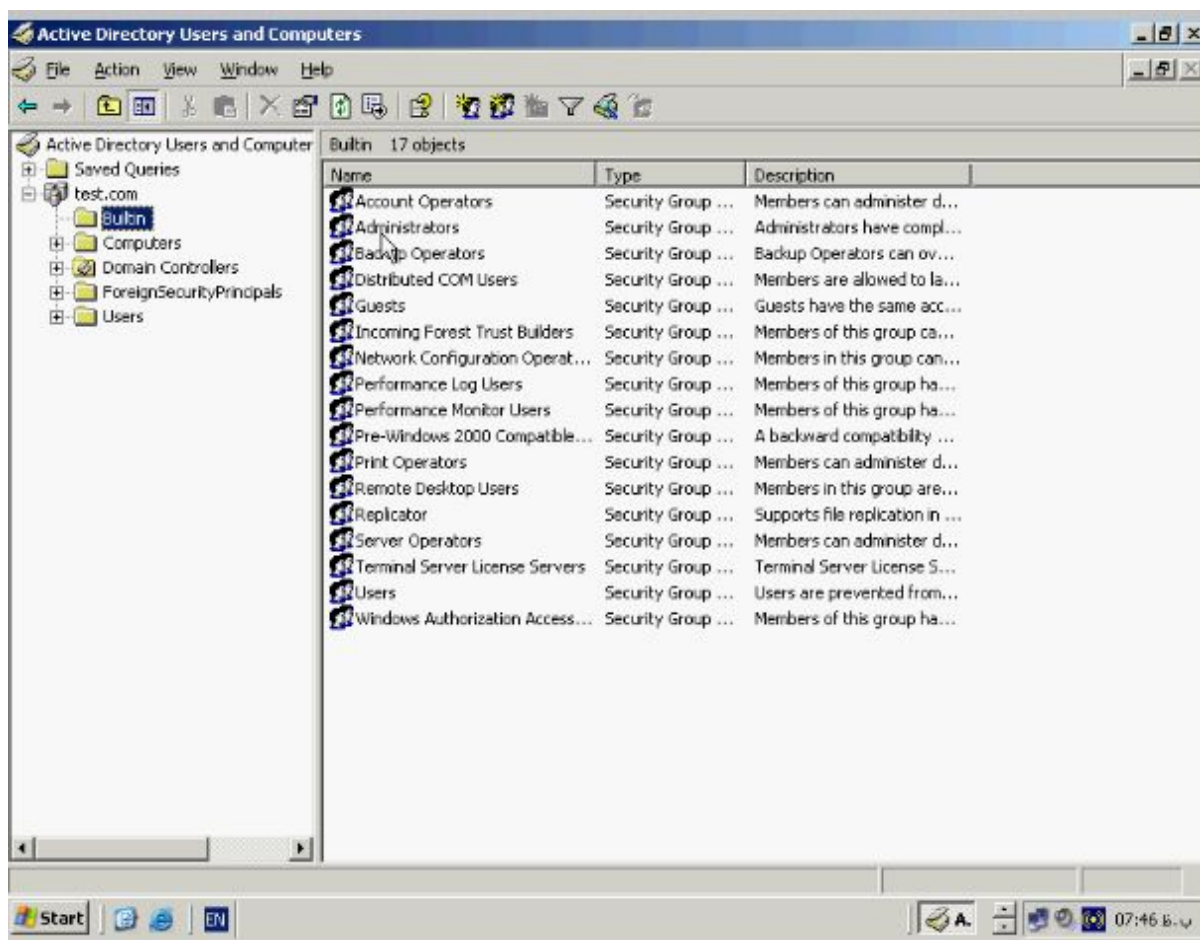 Active Directory Users and Computers
File Action View Window Help
Active Directory Users and Computer
Saved Queries
test.com
Builtin
Computers
Domain Controllers
ForeignSecurityPrincipals
Users
Builtin 17 objects
Name Type Description
Account Operators Security Group ... Members can administer d...
Administrators Security Group ... Administrators have compl...
Backup Operators Security Group ... Backup Operators can ov...
Distributed COM Users Security Group ... Members are allowed to la...
Guests Security Group ... Guests have the same acc...
Incoming Forest Trust Builders Security Group ... Members of this group ca...
Network Configuration Operat... Security Group ... Members in this group can...
Performance Log Users Security Group ... Members of this group ha...
Performance Monitor Users Security Group ... Members of this group ha...
Pre-Windows 2000 Compatible... Security Group ... A backward compatibility ...
Print Operators Security Group ... Members can administer d...
Remote Desktop Users Security Group ... Members in this group are...
Replicator Security Group ... Supports file replication in ...
Server Operators Security Group ... Members can administer d...
Terminal Server License Servers Security Group ... Terminal Server License S...
Users Security Group ... Users are prevented from...
Windows Authorization Access... Security Group ... Members of this group ha...
Start EN A. 07:46